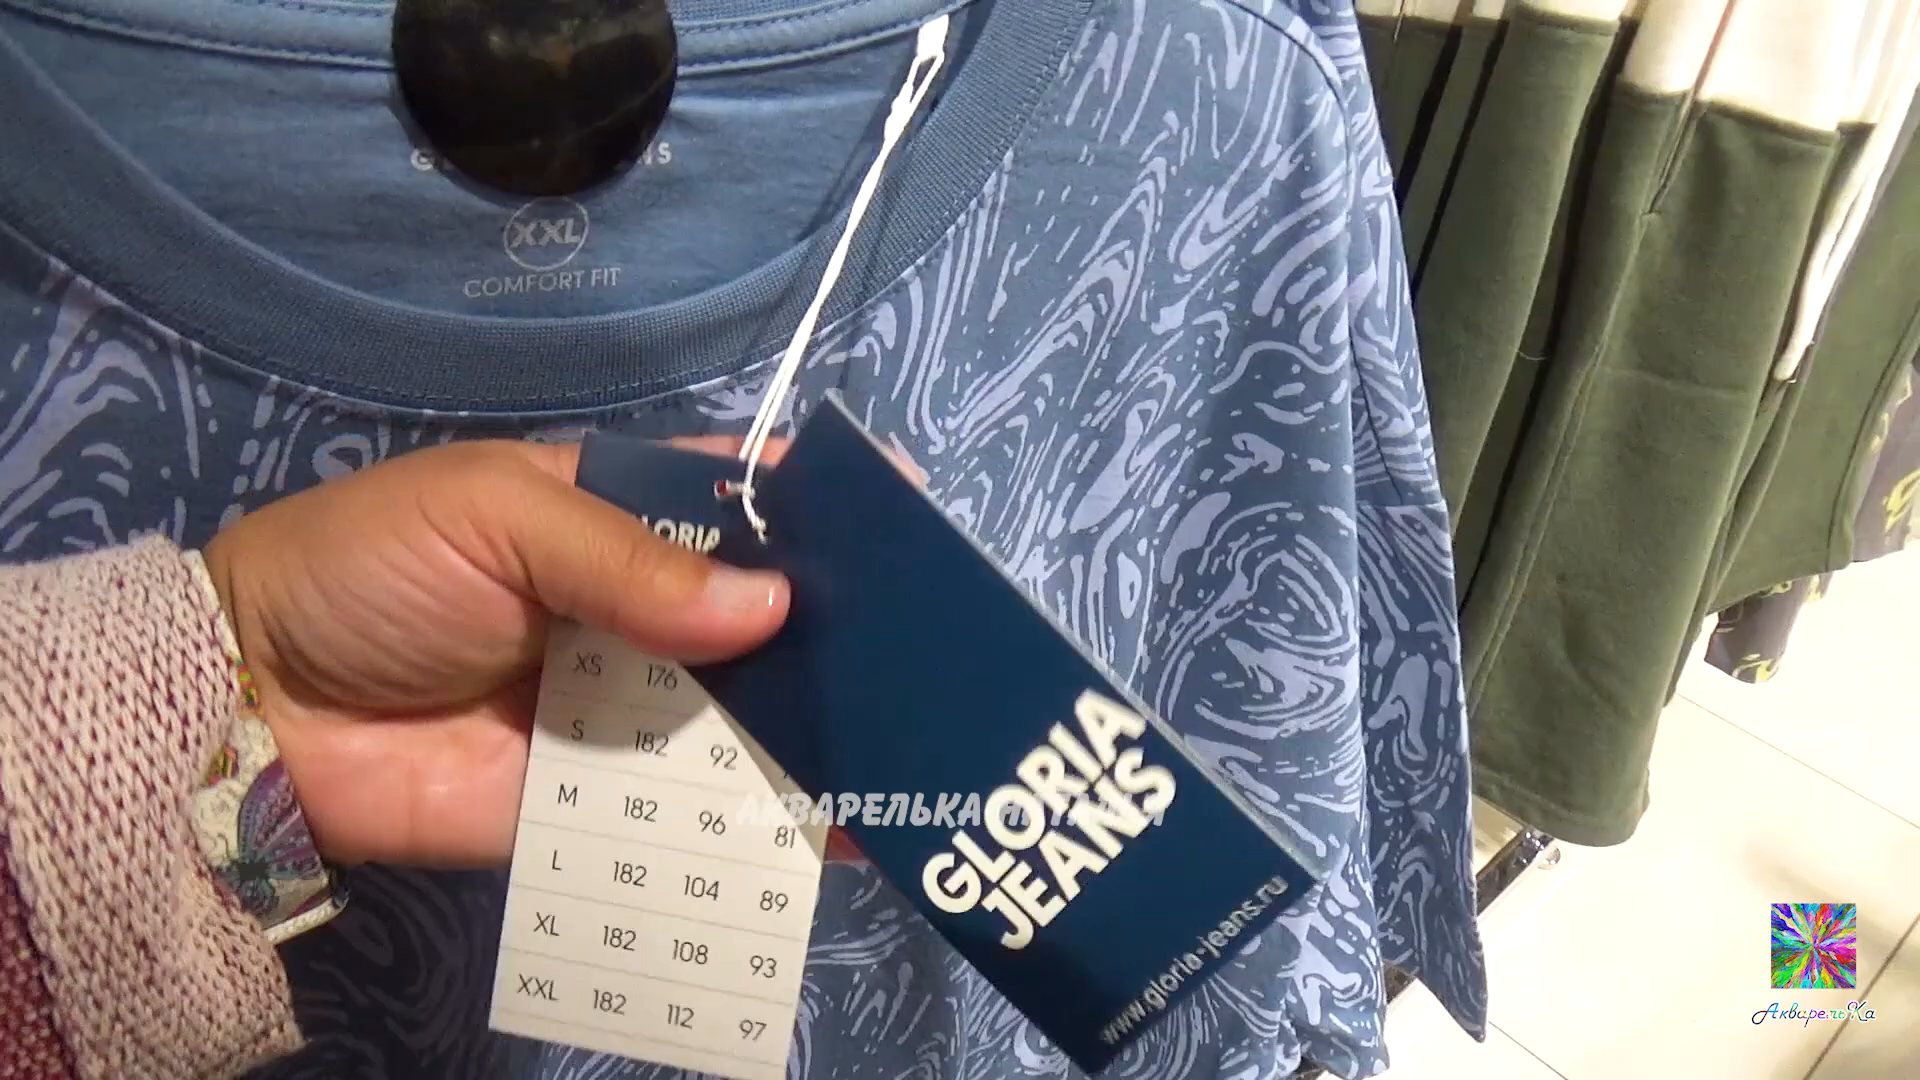 XXL
COMFORT FIT
GLORIA
JEANS
www.gloria-jeans.ru
XS 176
S 182 92
M 182 96 81
L 182 104 89
XL 182 108 93
XXL 182 112 97
АКВАРЕЛЬКА
АкварельКа